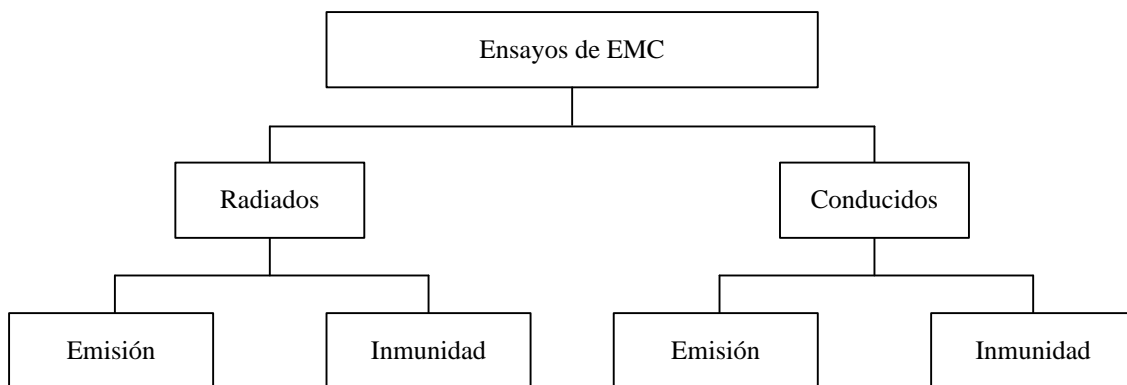 Ensayos de EMC
Radiados
Conducidos
Emisión
Inmunidad
Emisión
Inmunidad